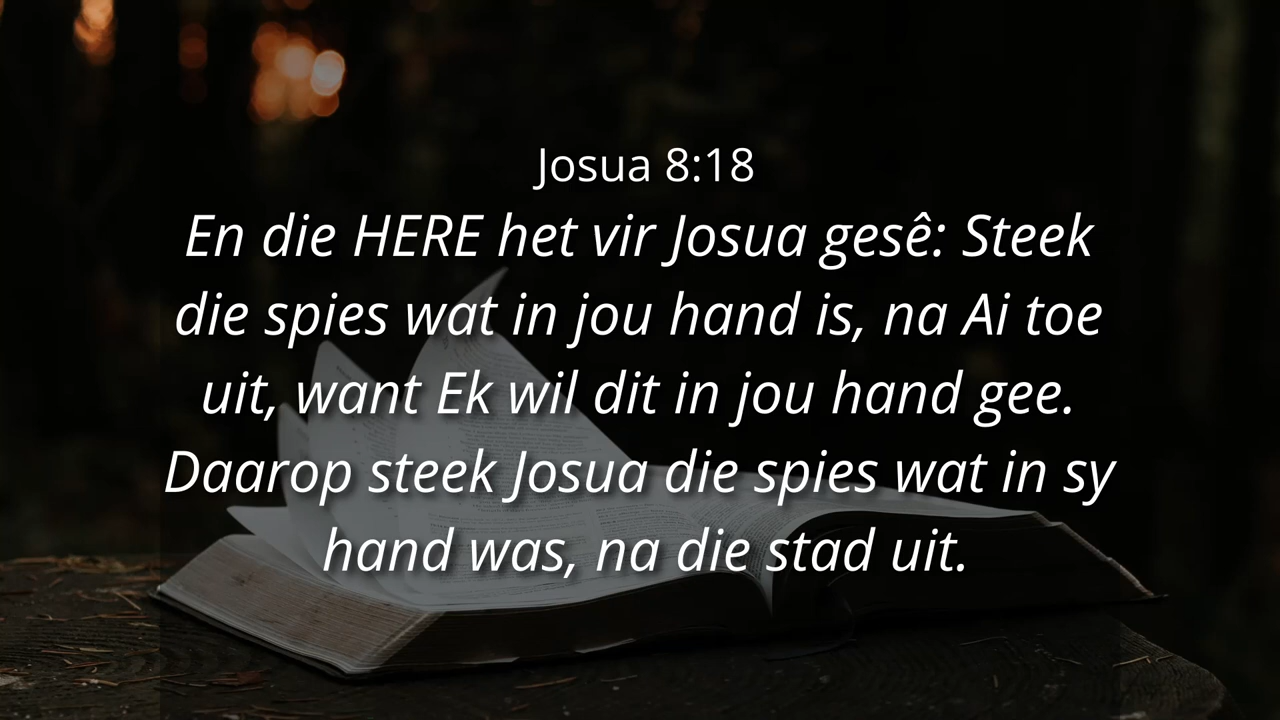 Josua 8:18
En die HERE het vir Josua gesê: Steek
die spies wat in jou hand is, na Ai toe
uit, want Ek wil dit in jou hand gee.
Daarop steek Josua die spies wat in sy
hand was, na die stad uit.